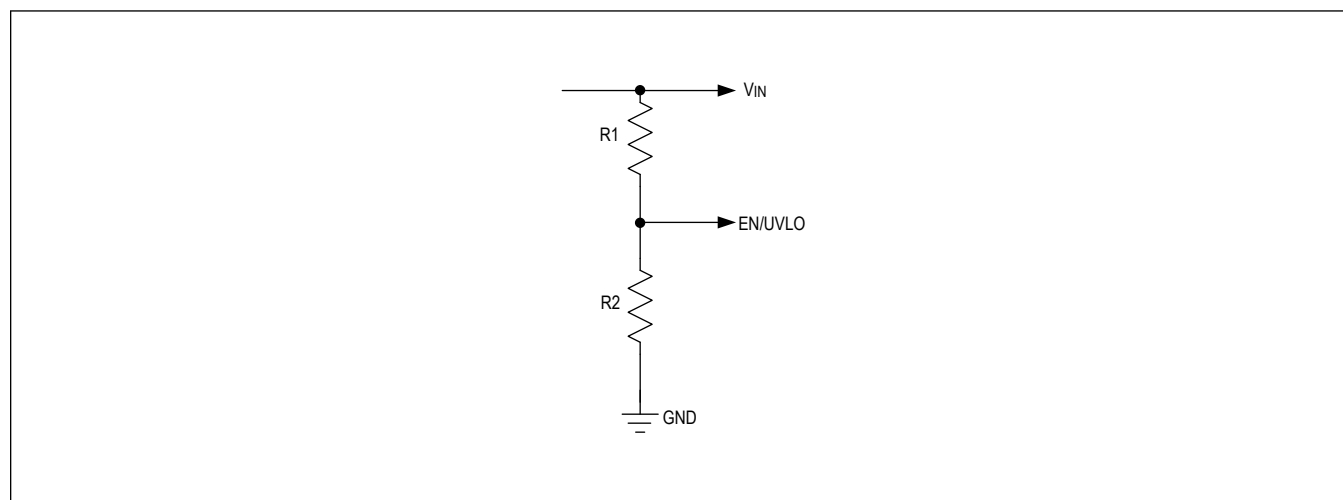 VIN
R1
EN/UVLO
R2
GND